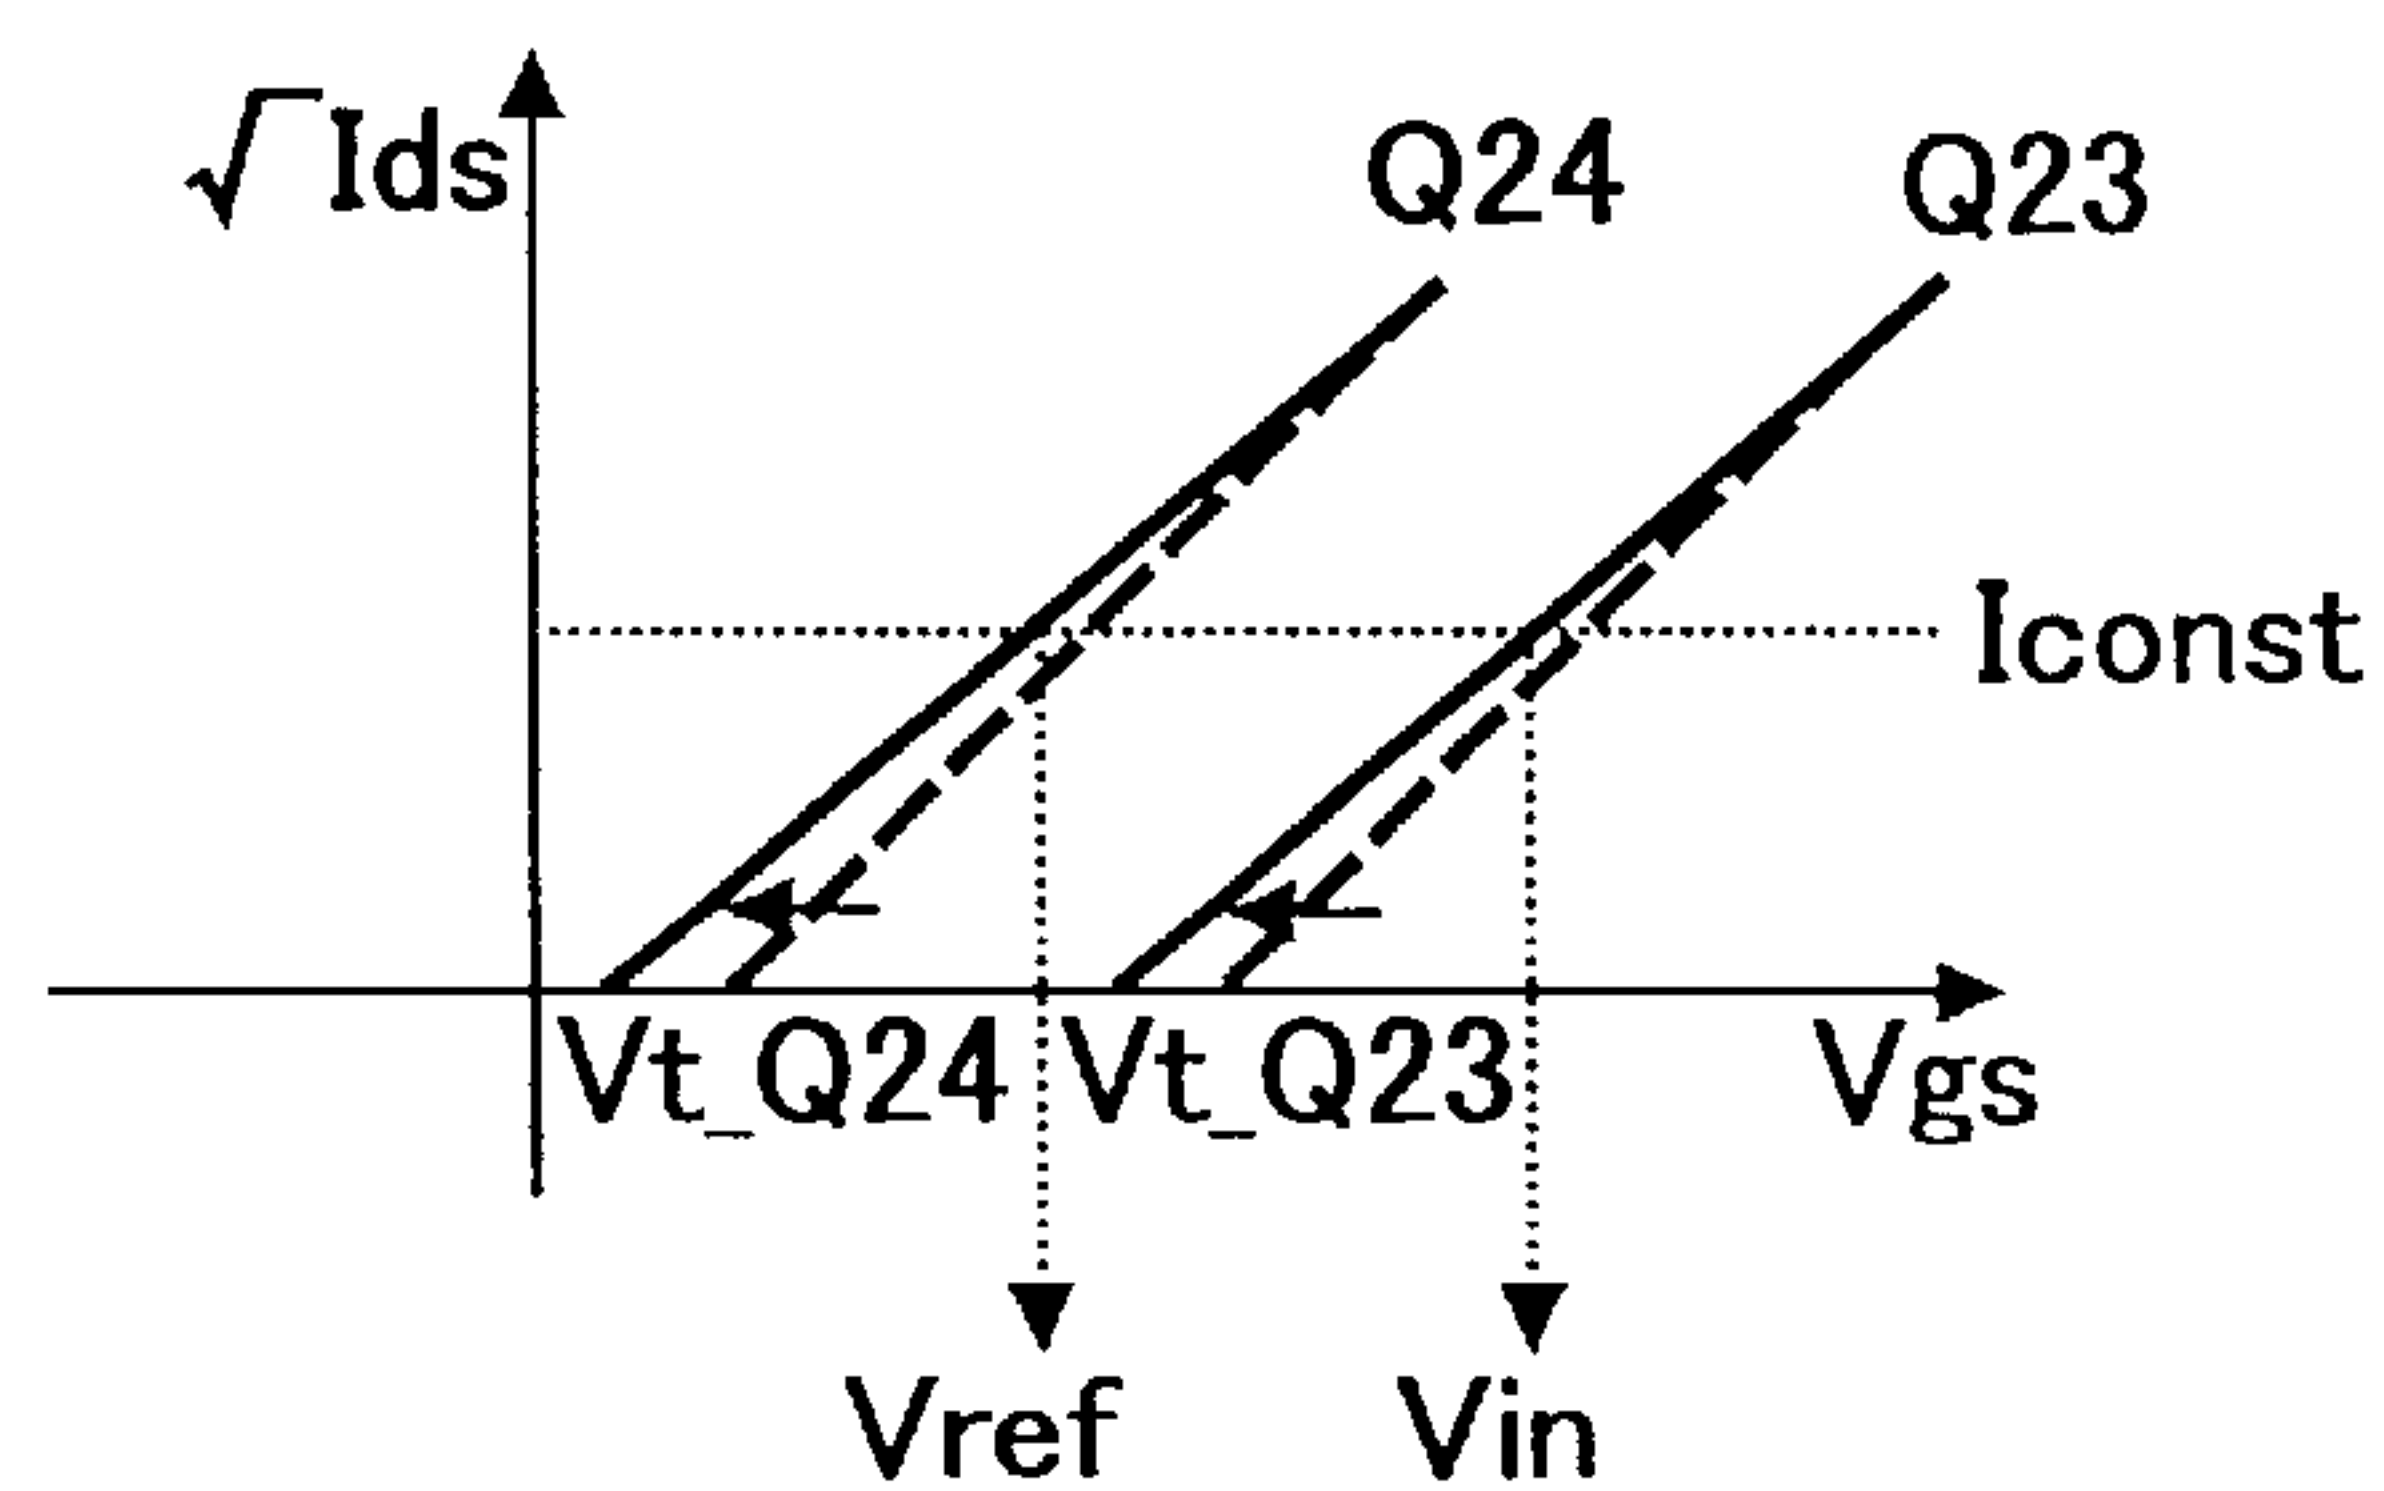 √Ids
Q24
Q23
Iconst
Vt_Q24
Vt_Q23
Vgs
Vref
Vin